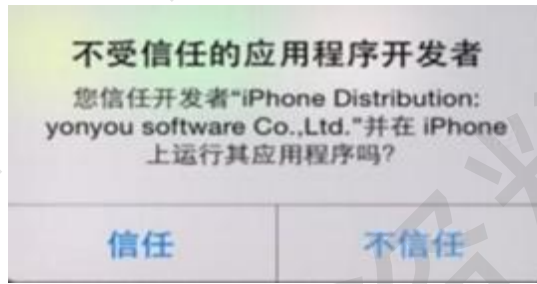 不受信任的应用程序开发者
您信任开发者“iPhone Distribution:
yonyou software Co.,Ltd."并在 iPhone
上运行其应用程序吗?
信任
不信任